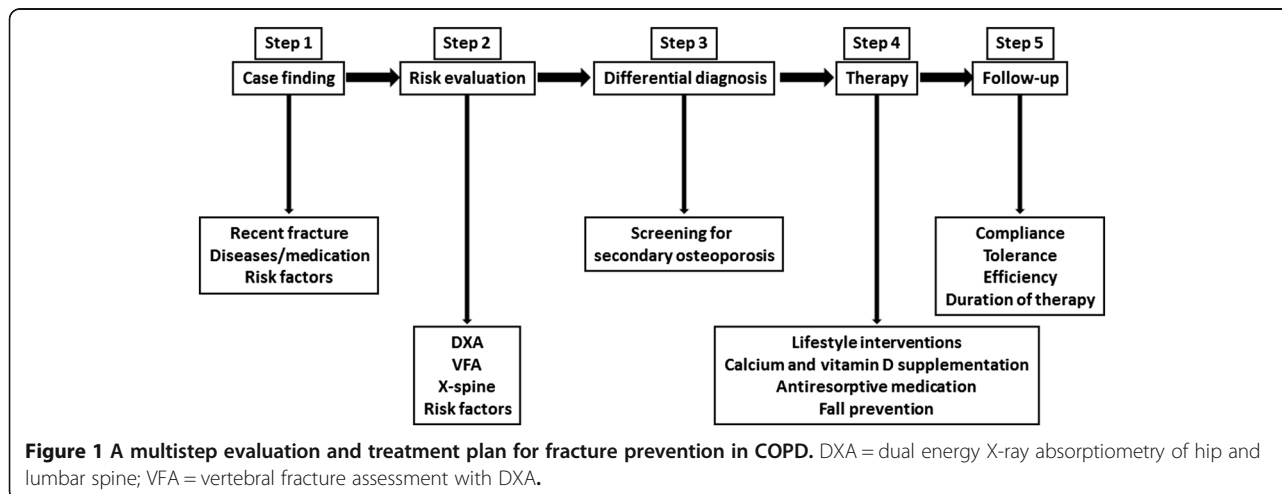 Step 1
Step 2
Step 3
Step 4
Step 5
Case finding
Risk evaluation
Differential diagnosis
Therapy
Follow-up
Recent fracture
Diseases/medication
Risk factors
Screening for
secondary osteoporosis
Compliance
Tolerance
Efficiency
Duration of therapy
DXA
VFA
X-spine
Risk factors
Lifestyle interventions
Calcium and vitamin D supplementation
Antiresorptive medication
Fall prevention
Figure 1 A multistep evaluation and treatment plan for fracture prevention in COPD. DXA = dual energy X-ray absorptiometry of hip and
lumbar spine; VFA = vertebral fracture assessment with DXA.